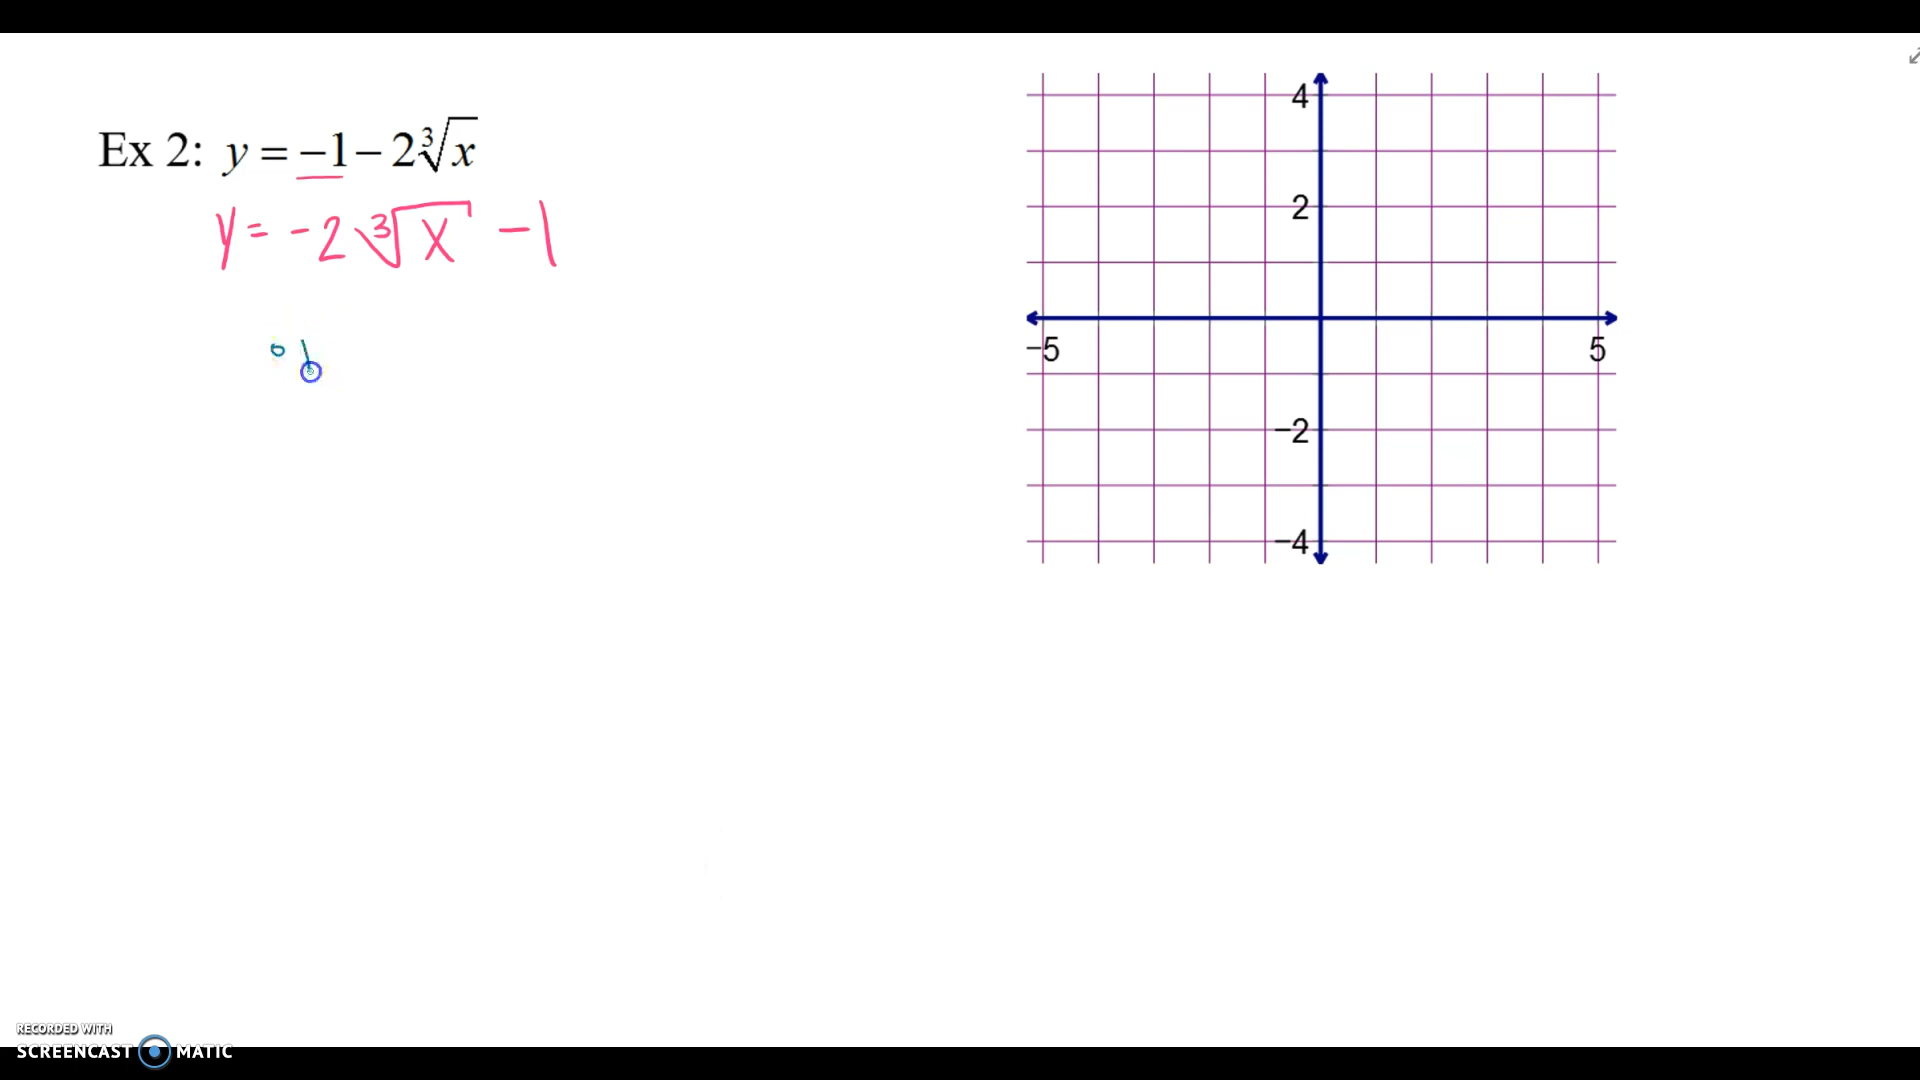 Ex 2: y = −1 − 2∛x
y = -2 ∛x - 1
4
2
−5
5
−2
−4
RECORDED WITH
SCREENCAST MATIC